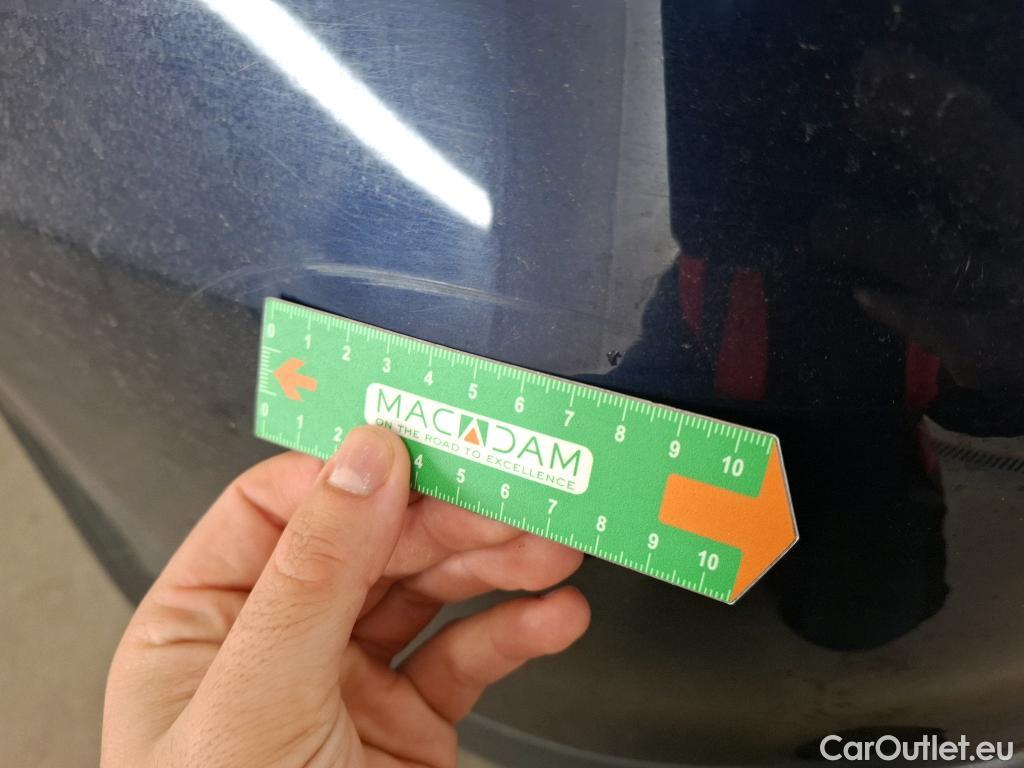 0 1 2 3 4 5 6 7 8 9 10
MACADAM
ON THE ROAD TO EXCELLENCE
0 1 2 4 5 6 7 8 9 10
CarOutlet.eu